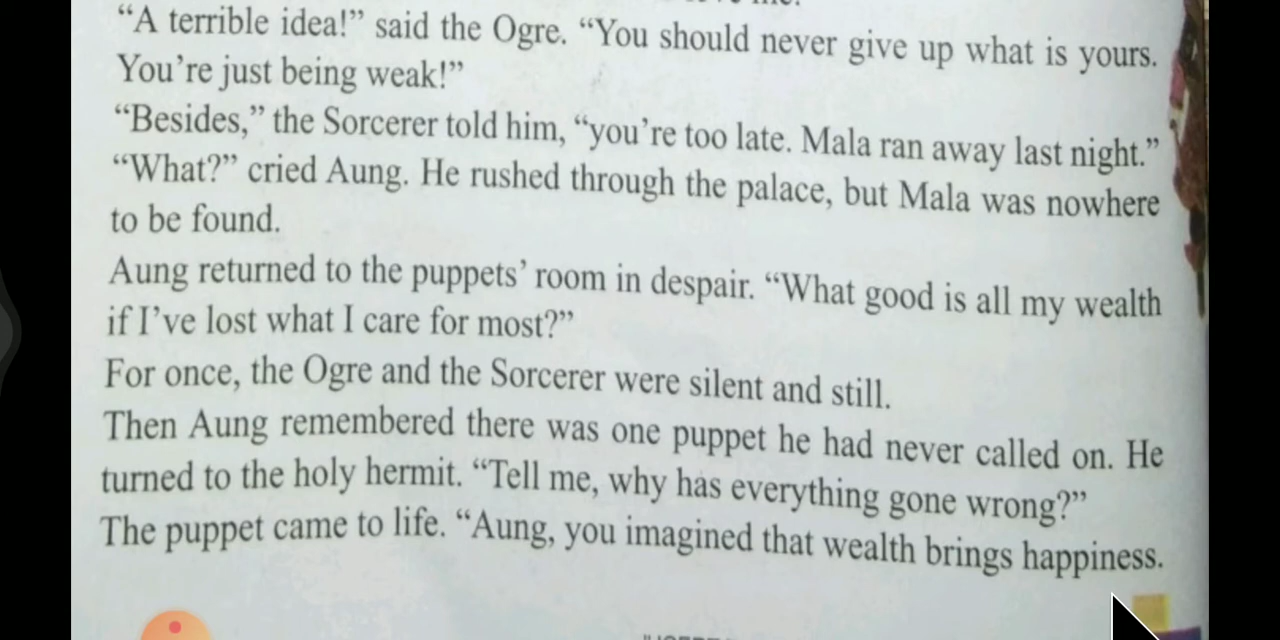 “A terrible idea!” said the Ogre. “You should never give up what is yours.
You’re just being weak!”
“Besides,” the Sorcerer told him, “you’re too late. Mala ran away last night.”
“What?” cried Aung. He rushed through the palace, but Mala was nowhere
to be found.
Aung returned to the puppets’ room in despair. “What good is all my wealth
if I’ve lost what I care for most?”
For once, the Ogre and the Sorcerer were silent and still.
Then Aung remembered there was one puppet he had never called on. He
turned to the holy hermit. “Tell me, why has everything gone wrong?”
The puppet came to life. “Aung, you imagined that wealth brings happiness.